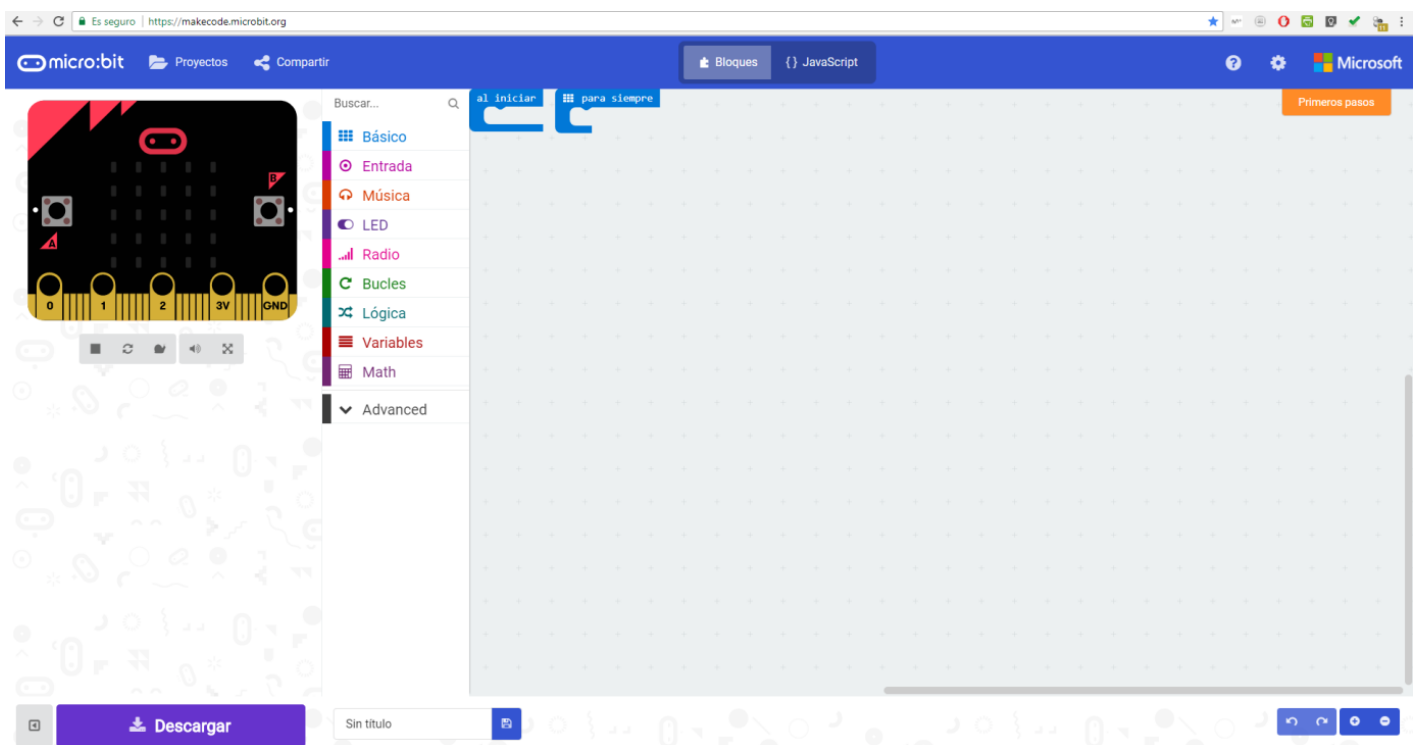 Es seguro | https://makecode.microbit.org
micro:bit Proyectos Compartir Bloques {} JavaScript Microsoft
Buscar...
al iniciar
para siempre
Primeros pasos
Básico
Entrada
Música
LED
Radio
Bucles
Lógica
Variables
Math
Advanced
B
A
0 1 2 3V GND
Descargar
Sin título